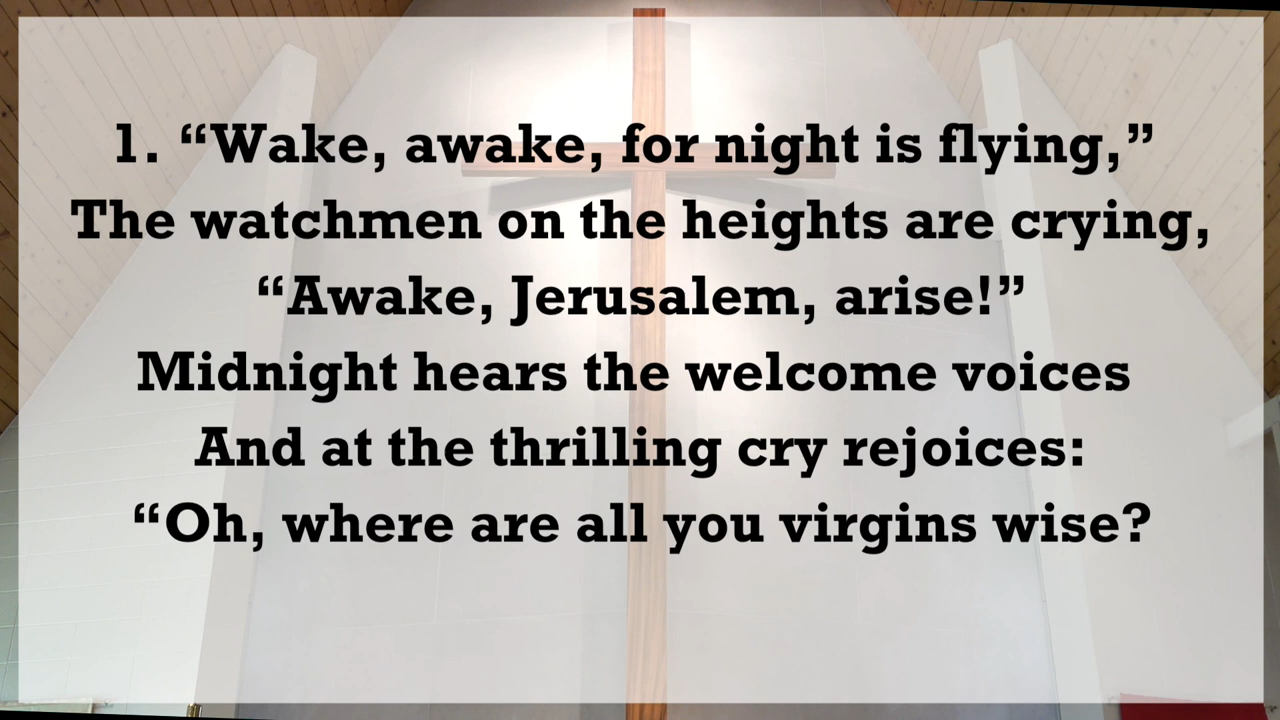 1. “Wake, awake, for night is flying,”
The watchmen on the heights are crying,
“Awake, Jerusalem, arise!”
Midnight hears the welcome voices
And at the thrilling cry rejoices:
“Oh, where are all you virgins wise?